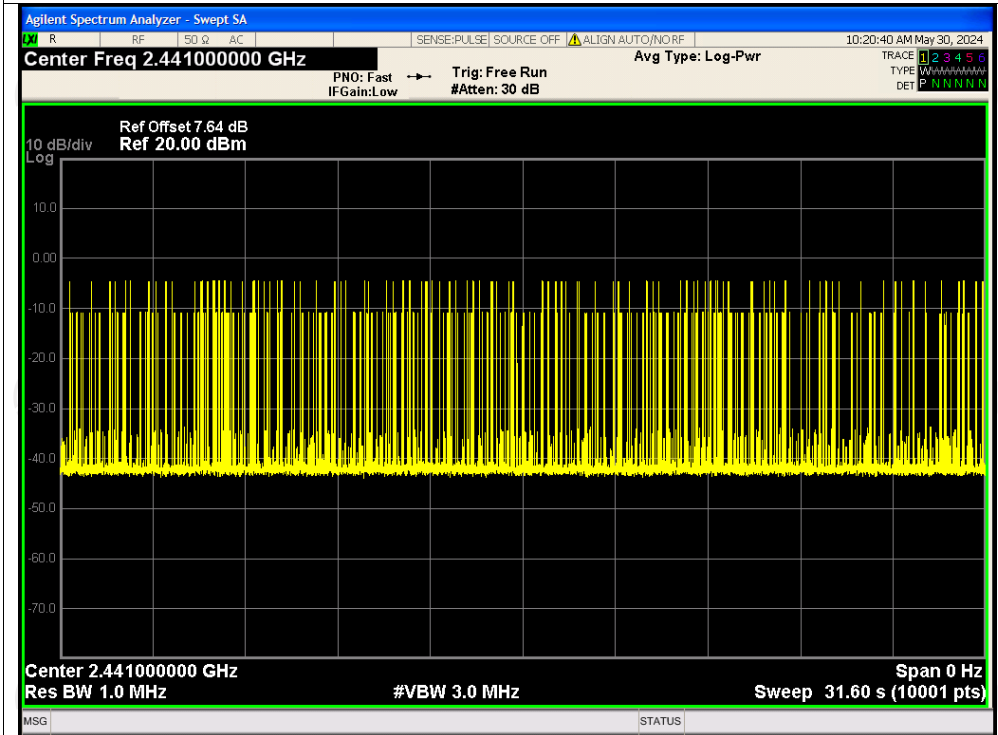 Agilent Spectrum Analyzer - Swept SA
LXI R RF 50 Ω AC SENSE:PULSE SOURCE OFF ALIGN AUTO/NO RF 10:20:40 AM May 30, 2024
Center Freq 2.441000000 GHz Avg Type: Log-Pwr TRACE 1 2 3 4 5 6
PNO: Fast Trig: Free Run TYPE
IFGain:Low #Atten: 30 dB DET P N N N N N
Ref Offset 7.64 dB
10 dB/div Ref 20.00 dBm
Log
10.0
0.00
-10.0
-20.0
-30.0
-40.0
-50.0
-60.0
-70.0
Center 2.441000000 GHz Span 0 Hz
Res BW 1.0 MHz #VBW 3.0 MHz Sweep 31.60 s (10001 pts)
MSG STATUS